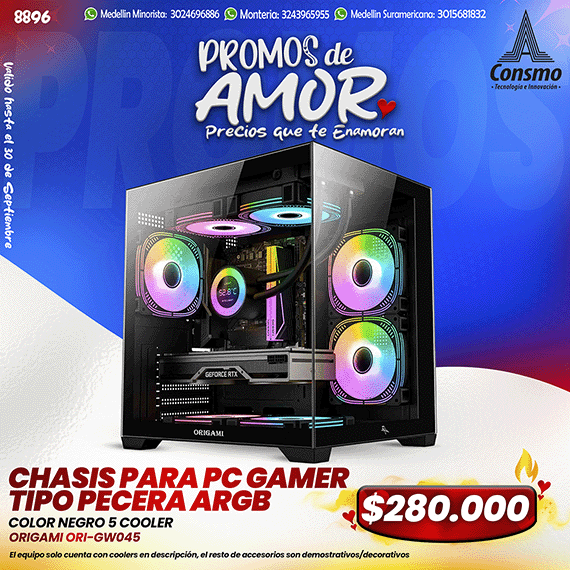 8896
Medellin Minorista: 3024696886
Monteria: 3243965955
Medellin Suramericana: 3015681832
Consmo
• Tecnología e Innovación •
Valido hasta el 30 de Septiembre
PROMOS
PROMOS de
AMOR
Precios que te Enamoran
52.8°C
GEFORCE RTX
ORIGAMI
CHASIS PARA PC GAMER
TIPO PECERA ARGB
COLOR NEGRO 5 COOLER
ORIGAMI ORI-GW045
$280.000
El equipo solo cuenta con coolers en descripción, el resto de accesorios son demostrativos/decorativos